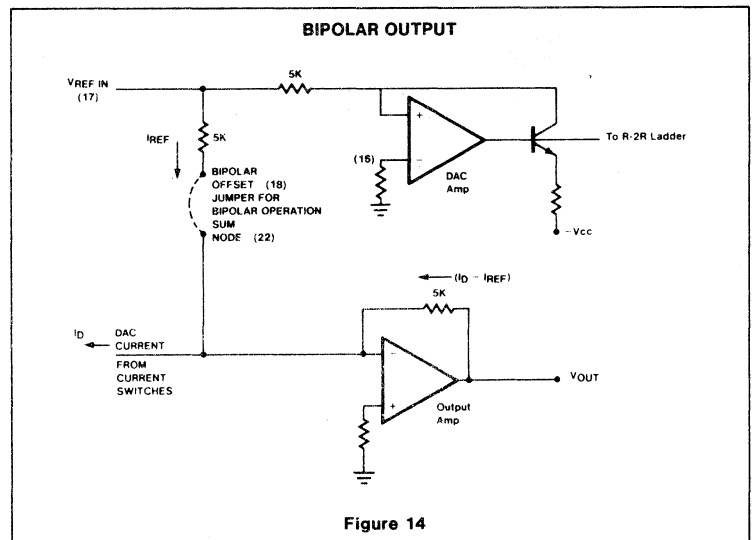 BIPOLAR OUTPUT
VREF IN
(17)
5K
IREF
5K
BIPOLAR
OFFSET (18)
JUMPER FOR
BIPOLAR OPERATION
SUM
NODE (22)
+
(16)
−
DAC
Amp
To R-2R Ladder
−Vcc
(ID − IREF)
5K
ID
DAC
CURRENT
FROM
CURRENT
SWITCHES
−
+
Output
Amp
VOUT
Figure 14